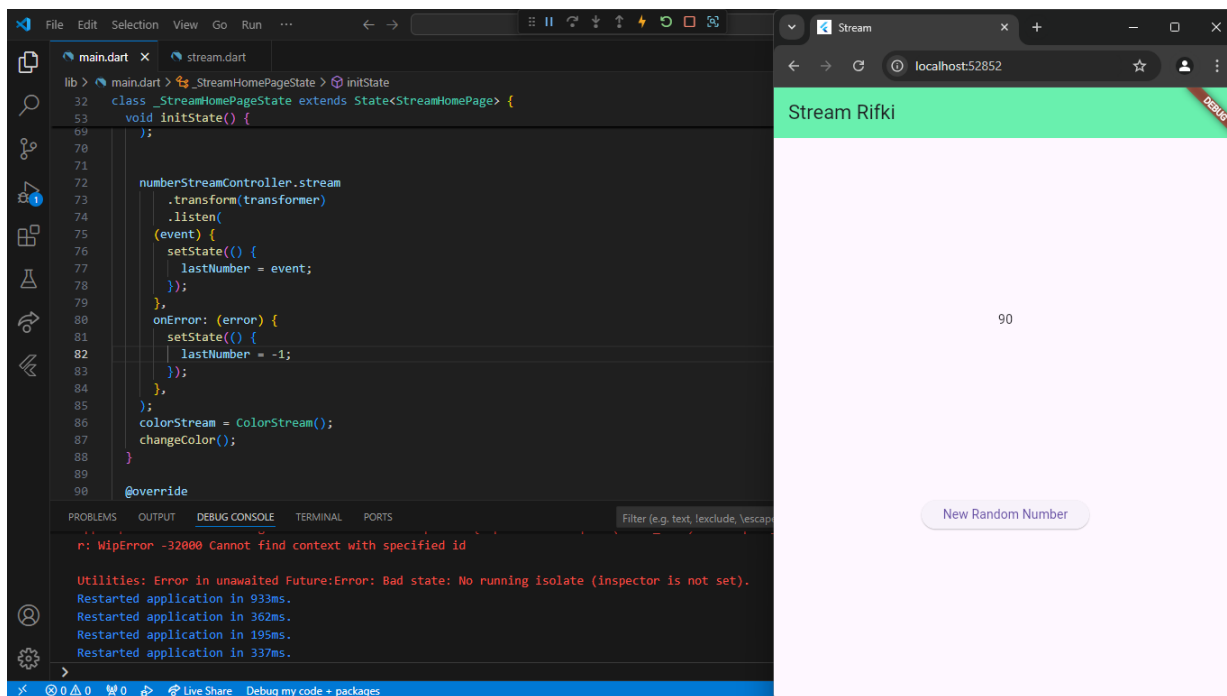 File Edit Selection View Go Run ···
main.dart
stream.dart
lib > main.dart > _StreamHomePageState > initState
32 class _StreamHomePageState extends State<StreamHomePage> {
53 void initState() {
69 );
70
71
72 numberStreamController.stream
73 .transform(transformer)
74 .listen(
75 (event) {
76 setState(() {
77 lastNumber = event;
78 });
79 },
80 onError: (error) {
81 setState(() {
82 lastNumber = -1;
83 });
84 },
85 );
86 colorStream = ColorStream();
87 changeColor();
88 }
89
90 @override
1
PROBLEMS OUTPUT DEBUG CONSOLE TERMINAL PORTS
Filter (e.g. text, !exclude, \escape
r: WipError -32000 Cannot find context with specified id
Utilities: Error in unawaited Future:Error: Bad state: No running isolate (inspector is not set).
Restarted application in 933ms.
Restarted application in 362ms.
Restarted application in 195ms.
Restarted application in 337ms.
>
0 0 0 Live Share Debug my code + packages
Stream
localhost:52852
Stream Rifki
DEBUG
90
New Random Number